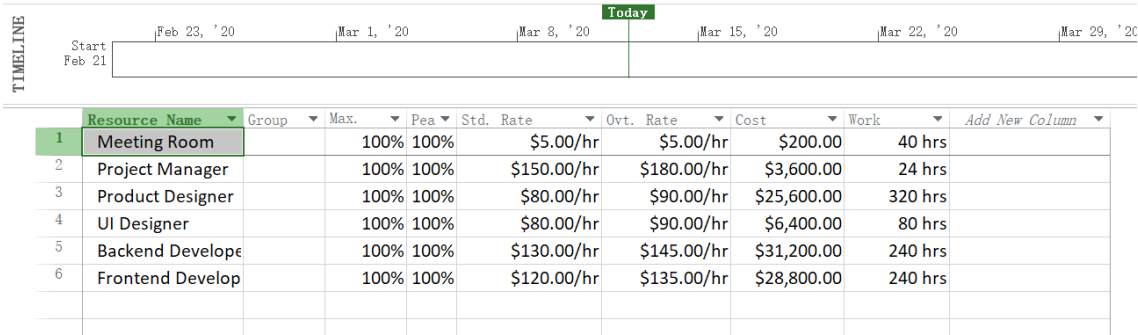 Today
Feb 23, '20 Mar 1, '20 Mar 8, '20 Mar 15, '20 Mar 22, '20 Mar 29, '20
TIMELINE
Start
Feb 21
Resource Name Group Max. Pea Std. Rate Ovt. Rate Cost Work Add New Column
1 Meeting Room 100% 100% $5.00/hr $5.00/hr $200.00 40 hrs
2 Project Manager 100% 100% $150.00/hr $180.00/hr $3,600.00 24 hrs
3 Product Designer 100% 100% $80.00/hr $90.00/hr $25,600.00 320 hrs
4 UI Designer 100% 100% $80.00/hr $90.00/hr $6,400.00 80 hrs
5 Backend Develope 100% 100% $130.00/hr $145.00/hr $31,200.00 240 hrs
6 Frontend Develop 100% 100% $120.00/hr $135.00/hr $28,800.00 240 hrs